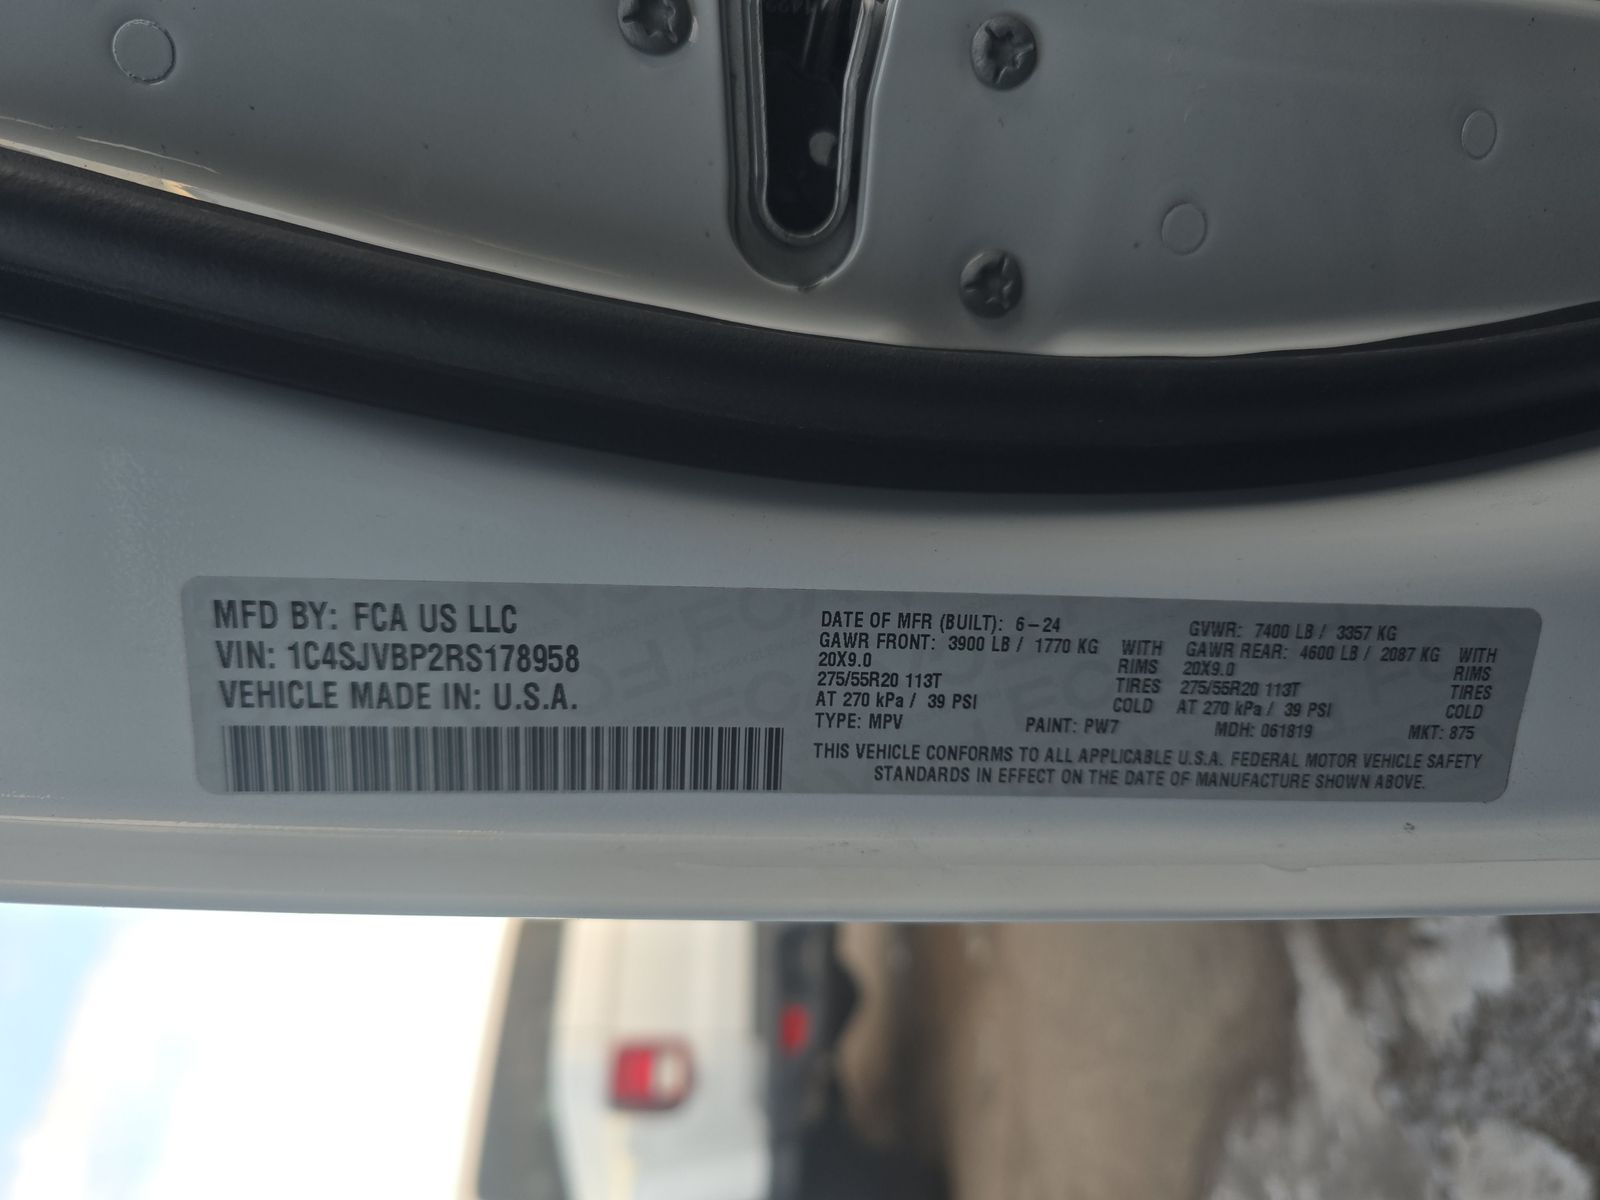 MFD BY: FCA US LLC
VIN: 1C4SJVBP2RS178958
VEHICLE MADE IN: U.S.A.
DATE OF MFR (BUILT): 6-24 GVWR: 7400 LB / 3357 KG
GAWR FRONT: 3900 LB / 1770 KG WITH GAWR REAR: 4600 LB / 2087 KG WITH
20X9.0 RIMS 20X9.0 RIMS
275/55R20 113T TIRES 275/55R20 113T TIRES
AT 270 kPa / 39 PSI COLD AT 270 kPa / 39 PSI COLD
TYPE: MPV PAINT: PW7 MDH: 061819 MKT: 875
THIS VEHICLE CONFORMS TO ALL APPLICABLE U.S.A. FEDERAL MOTOR VEHICLE SAFETY
STANDARDS IN EFFECT ON THE DATE OF MANUFACTURE SHOWN ABOVE.